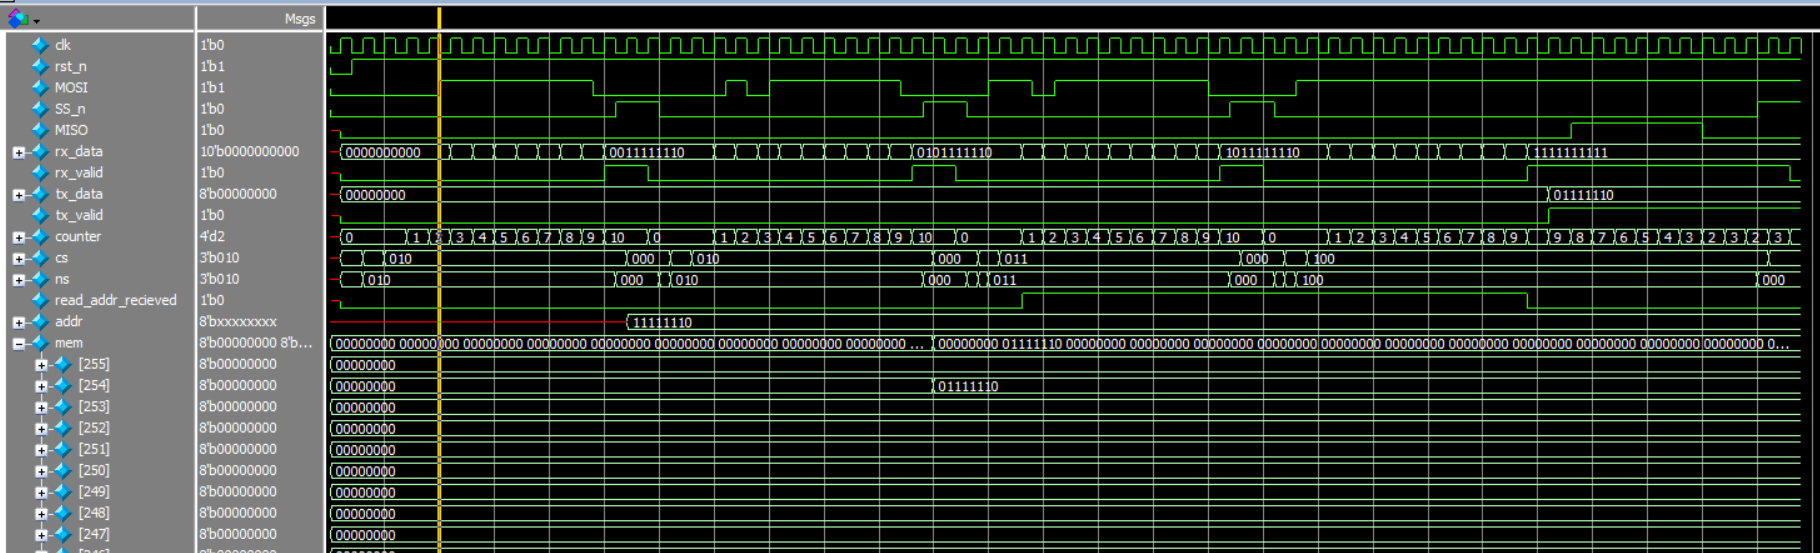 Msgs
clk 1'b0
rst_n 1'b1
MOSI 1'b1
SS_n 1'b0
MISO 1'b0
rx_data 10'b0000000000 0000000000 0011111110 0101111110 1011111110 1111111111
rx_valid 1'b0
tx_data 8'b00000000 00000000 01111110
tx_valid 1'b0
counter 4'd2 0 1 2 3 4 5 6 7 8 9 10 0 1 2 3 4 5 6 7 8 9 10 0 1 2 3 4 5 6 7 8 9 10 0 1 2 3 4 5 6 7 8 9 9 8 7 6 5 4 3 2 3 2 3
cs 3'b010 010 000 010 000 011 000 100
ns 3'b010 010 000 010 000 011 000 100 000
read_addr_recieved 1'b0
addr 8'bxxxxxxxx 11111110
mem 8'b00000000 8'b... 00000000 00000000 00000000 00000000 00000000 00000000 00000000 00000000 00000000 ... 00000000 01111110 00000000 00000000 00000000 00000000 00000000 00000000 00000000 00000000 00000000 00000000 00000000 0...
[255] 8'b00000000 00000000
[254] 8'b00000000 00000000 01111110
[253] 8'b00000000 00000000
[252] 8'b00000000 00000000
[251] 8'b00000000 00000000
[250] 8'b00000000 00000000
[249] 8'b00000000 00000000
[248] 8'b00000000 00000000
[247] 8'b00000000 00000000